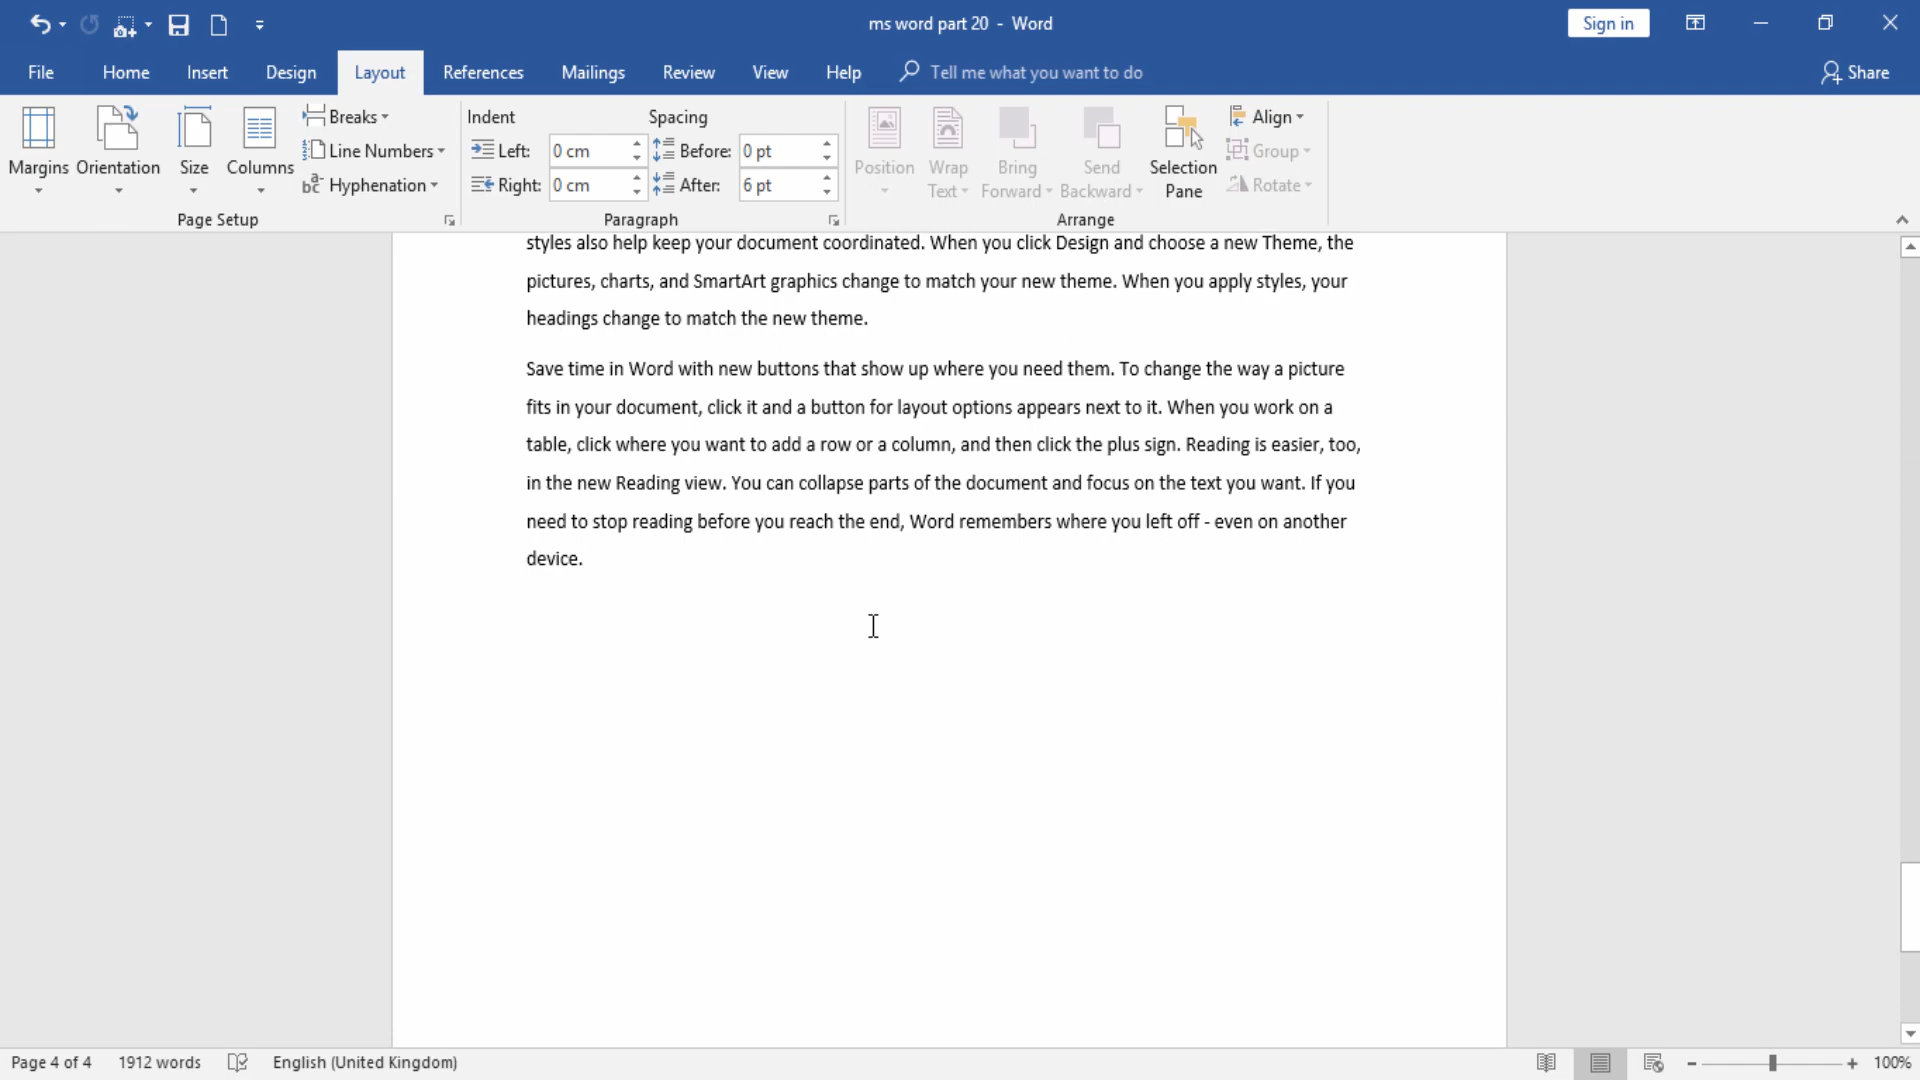 ms word part 20 - Word
Sign in
File Home Insert Design Layout References Mailings Review View Help Tell me what you want to do Share
Margins
Orientation
Size
Columns
Breaks
Line Numbers
Hyphenation
Page Setup
Indent
Left: 0 cm
Right: 0 cm
Spacing
Before: 0 pt
After: 6 pt
Paragraph
Position
Wrap
Text
Bring
Forward
Send
Backward
Selection
Pane
Align
Group
Rotate
Arrange
styles also help keep your document coordinated. When you click Design and choose a new Theme, the
pictures, charts, and SmartArt graphics change to match your new theme. When you apply styles, your
headings change to match the new theme.
Save time in Word with new buttons that show up where you need them. To change the way a picture
fits in your document, click it and a button for layout options appears next to it. When you work on a
table, click where you want to add a row or a column, and then click the plus sign. Reading is easier, too,
in the new Reading view. You can collapse parts of the document and focus on the text you want. If you
need to stop reading before you reach the end, Word remembers where you left off - even on another
device.
Page 4 of 4 1912 words English (United Kingdom) 100%